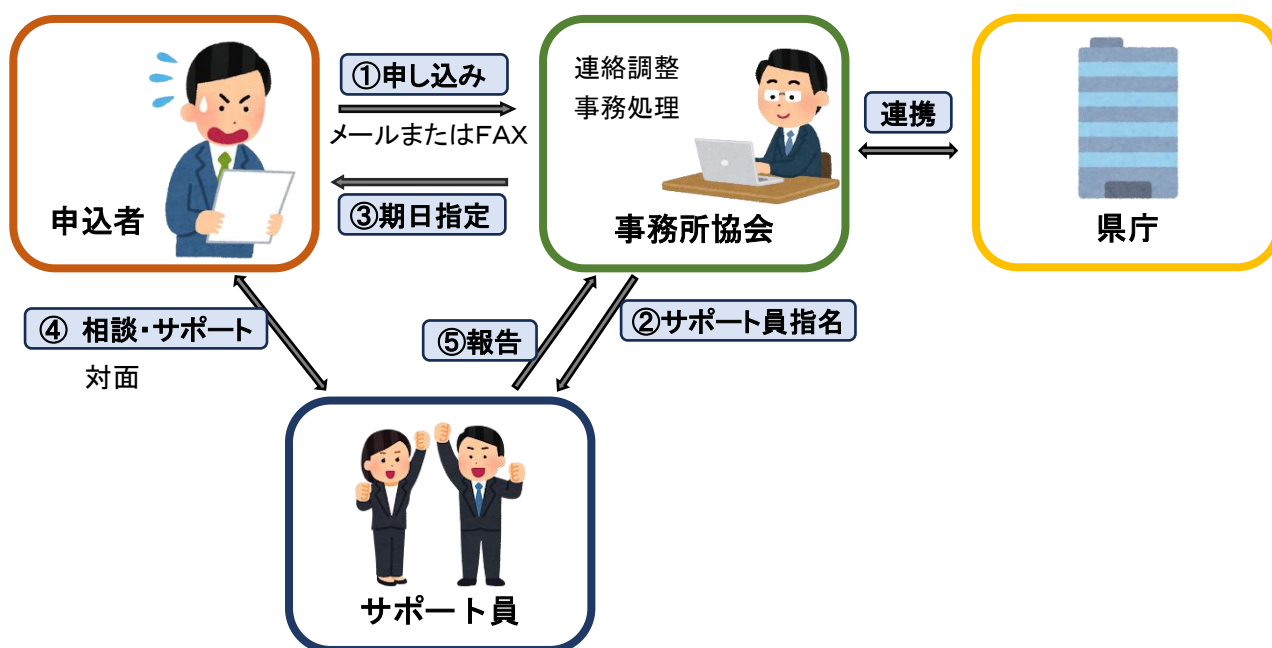 ①申し込み
メールまたはFAX
③期日指定
申込者
連絡調整
事務処理
事務所協会
連携
県庁
④ 相談・サポート
対面
⑤報告
②サポート員指名
サポート員